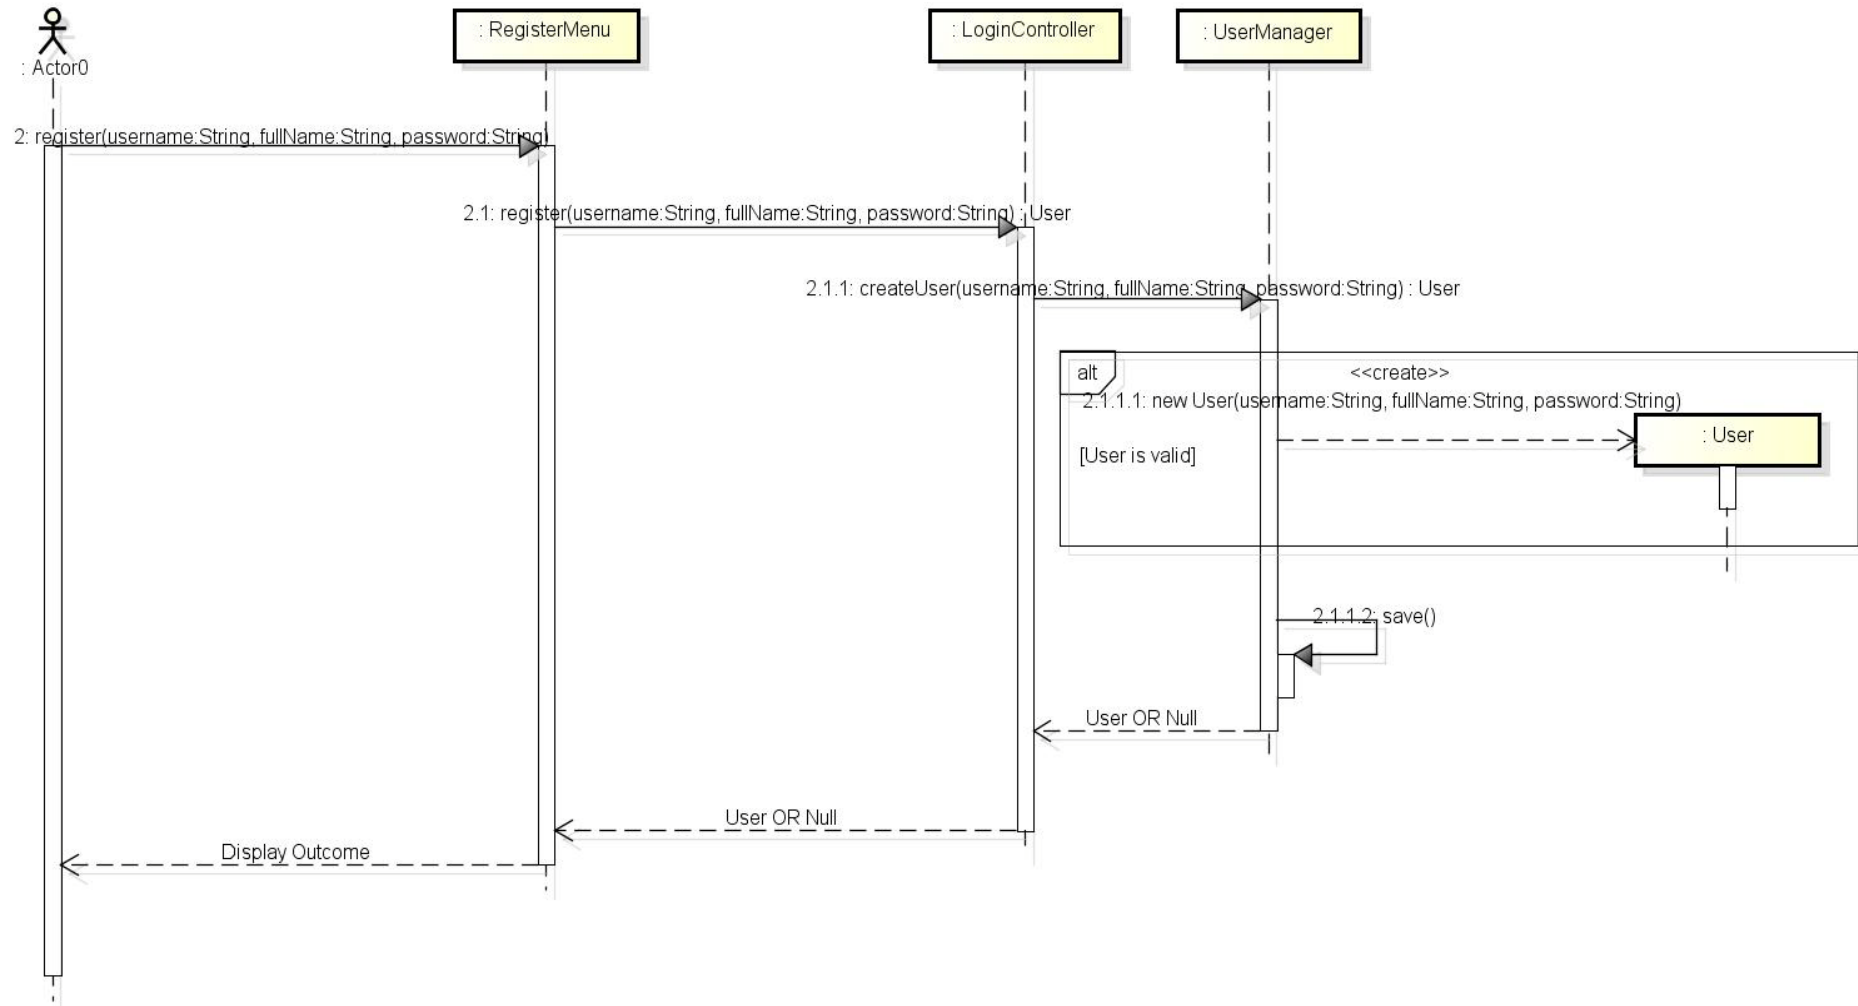 : RegisterMenu
: LoginController
: UserManager
: Actor0
2: register(username:String, fullName:String, password:String)
2.1: register(username:String, fullName:String, password:String) : User
2.1.1: createUser(username:String, fullName:String, password:String) : User
alt
<<create>>
2.1.1.1: new User(username:String, fullName:String, password:String)
: User
[User is valid]
2.1.1.2: save()
User OR Null
User OR Null
Display Outcome